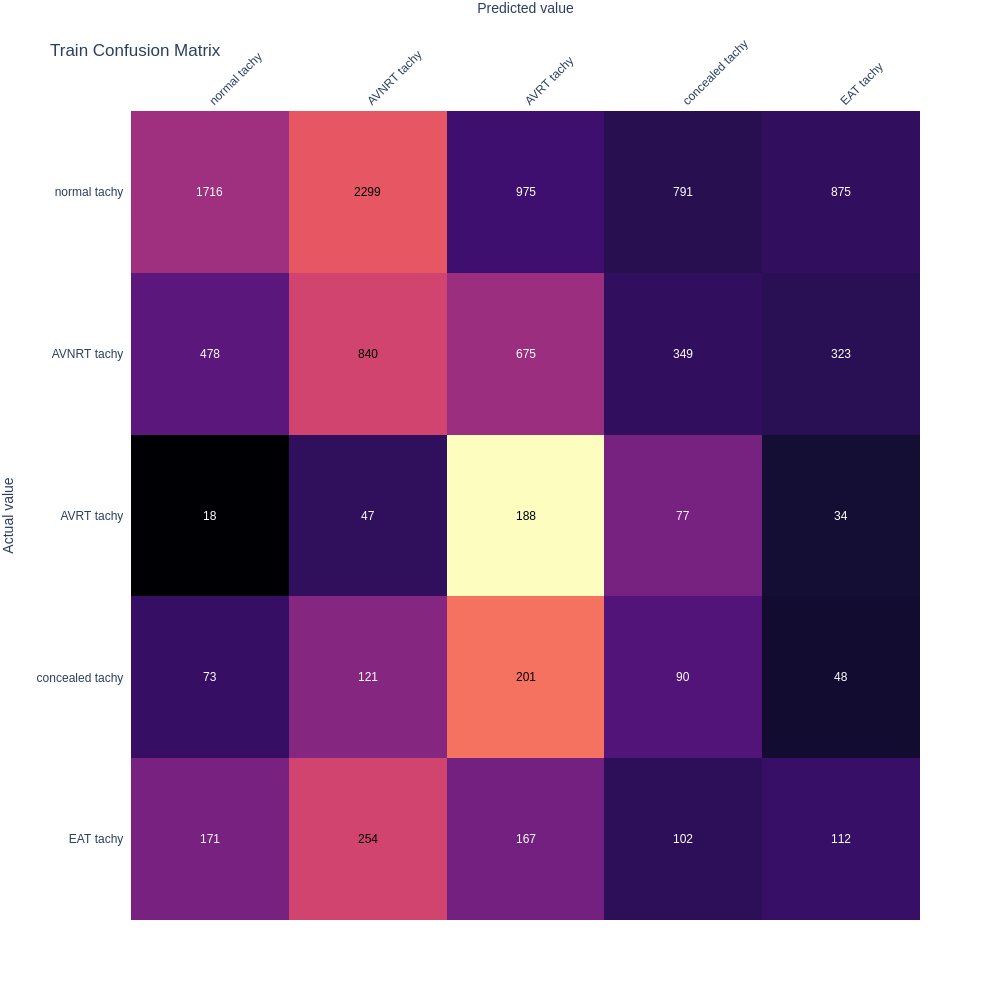 Predicted value
Train Confusion Matrix
normal tachy AVNRT tachy AVRT tachy concealed tachy EAT tachy
normal tachy 1716 2299 975 791 875
AVNRT tachy 478 840 675 349 323
AVRT tachy 18 47 188 77 34
concealed tachy 73 121 201 90 48
EAT tachy 171 254 167 102 112
Actual value